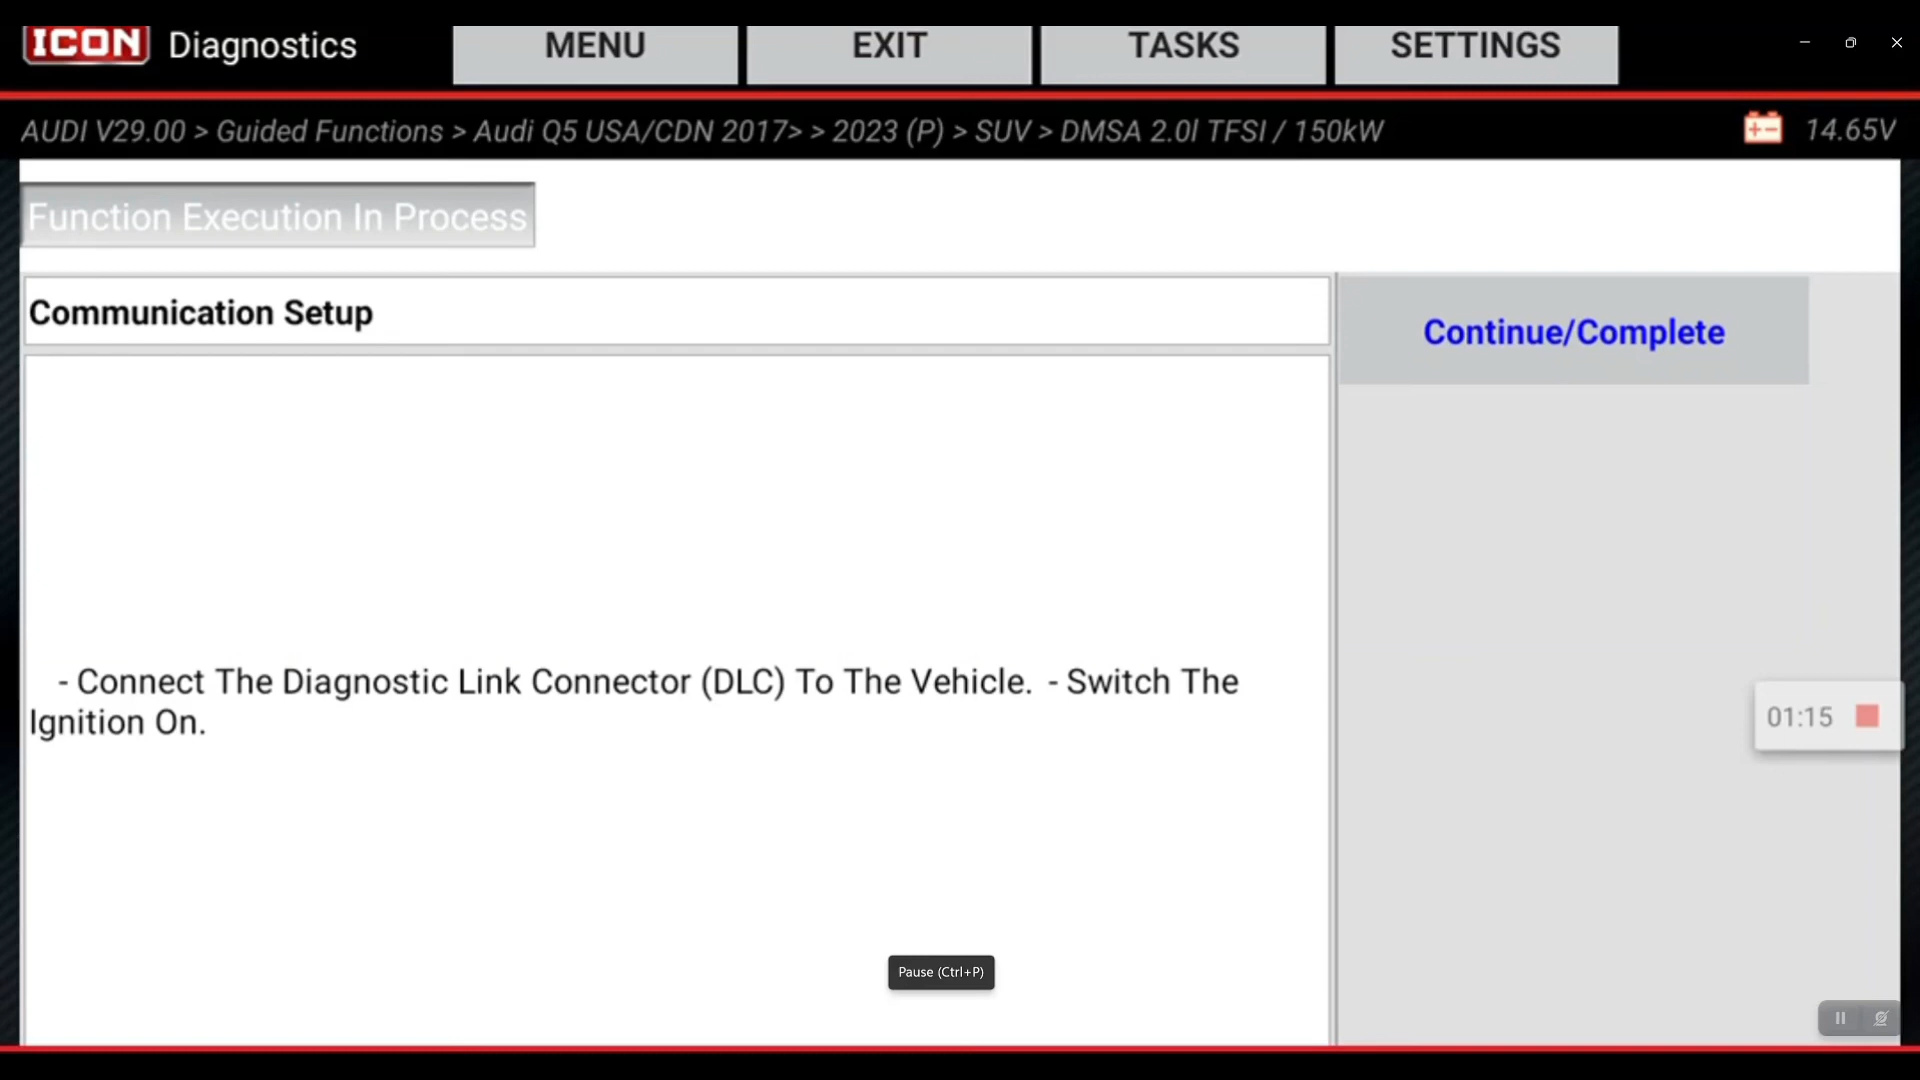 ICON Diagnostics MENU EXIT TASKS SETTINGS
AUDI V29.00 > Guided Functions > Audi Q5 USA/CDN 2017> > 2023 (P) > SUV > DMSA 2.0l TFSI / 150kW 14.65V
Function Execution In Process
Communication Setup
Continue/Complete
- Connect The Diagnostic Link Connector (DLC) To The Vehicle. - Switch The
Ignition On.
01:15
Pause (Ctrl+P)